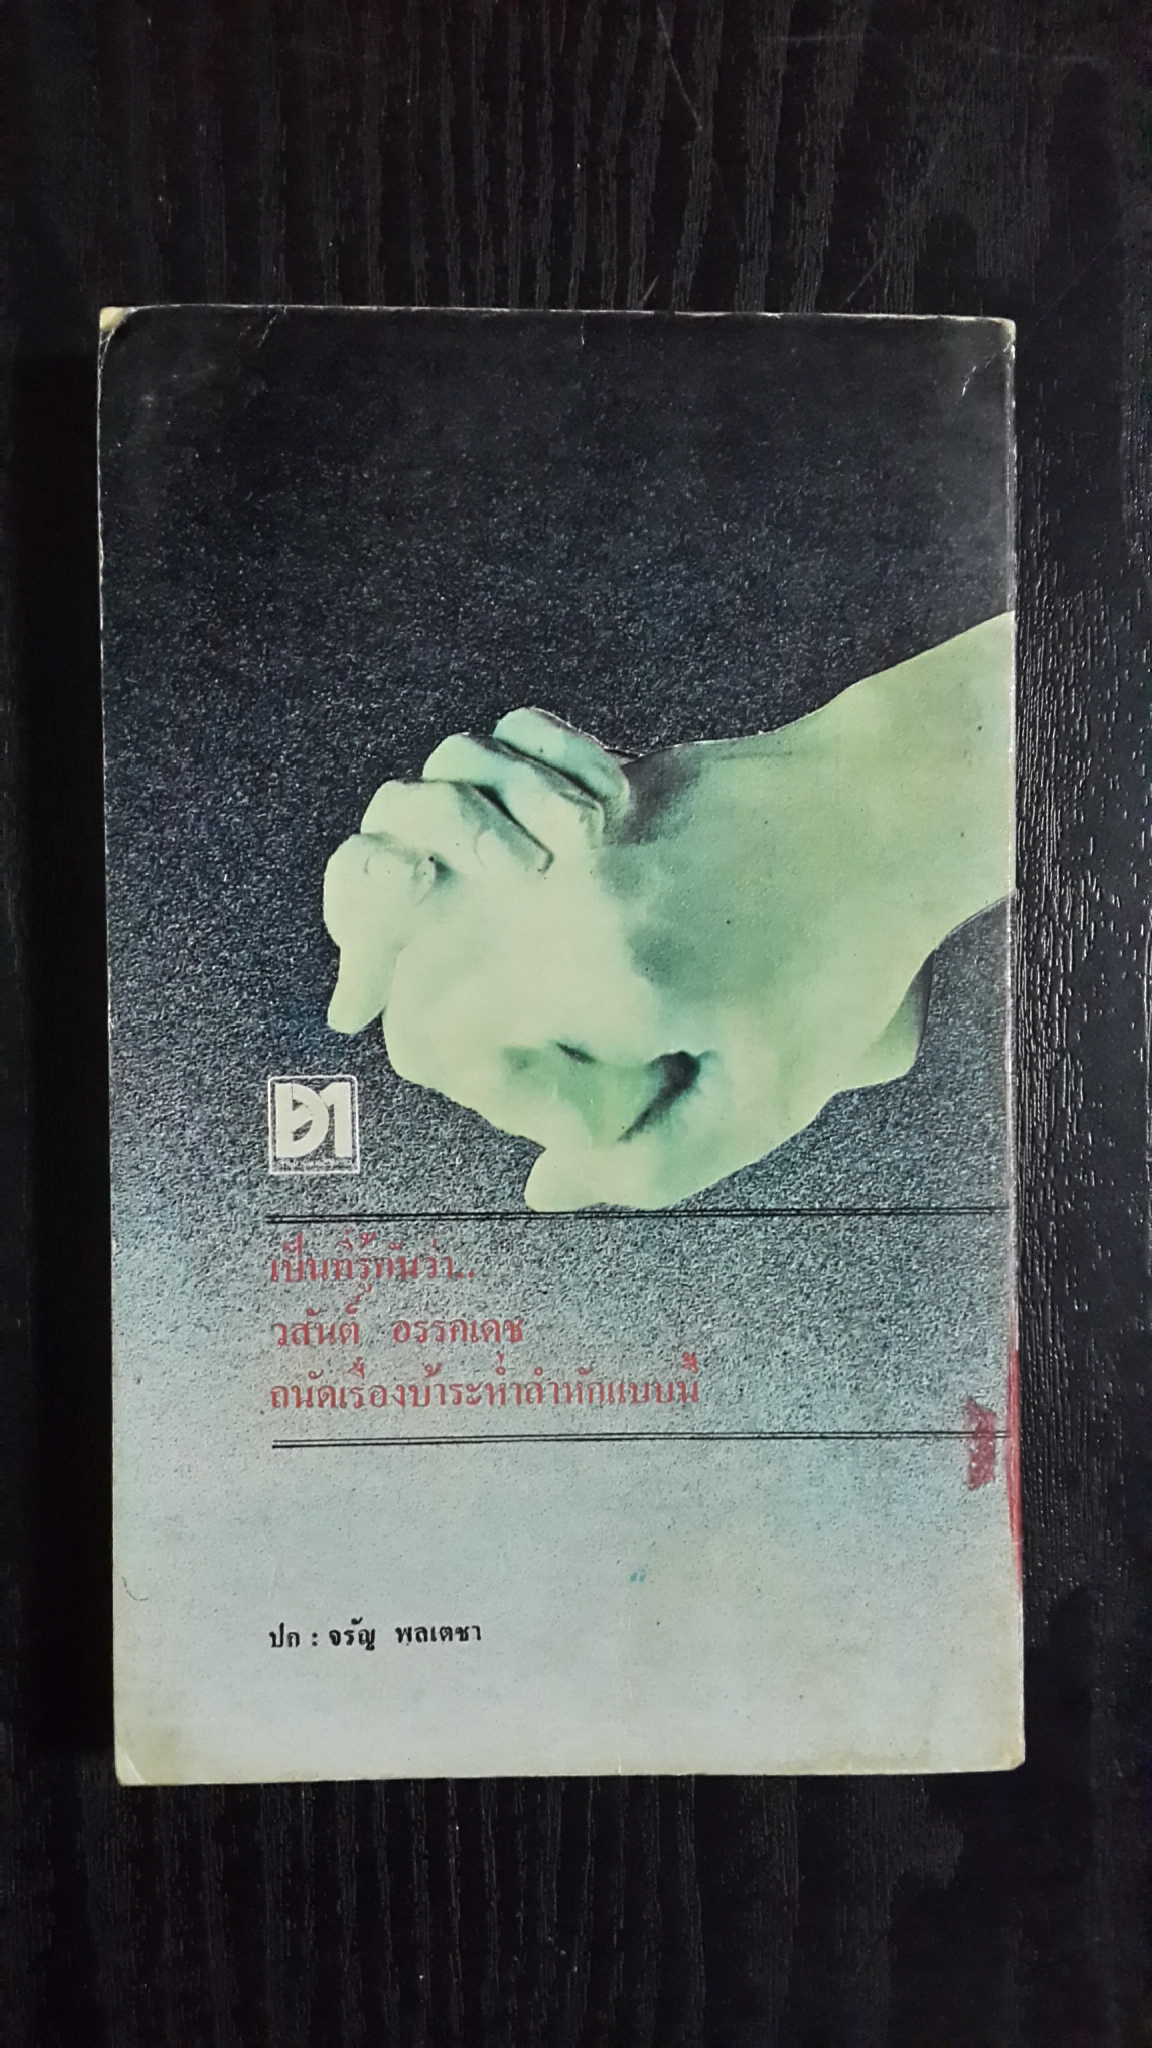 เป็นที่รู้กันว่า..
วสันต์ อรรคเดช
ถนัดเรื่องบ้าระห่ำลำหักแบบนี้
ปก : จรัญ พลเตชา